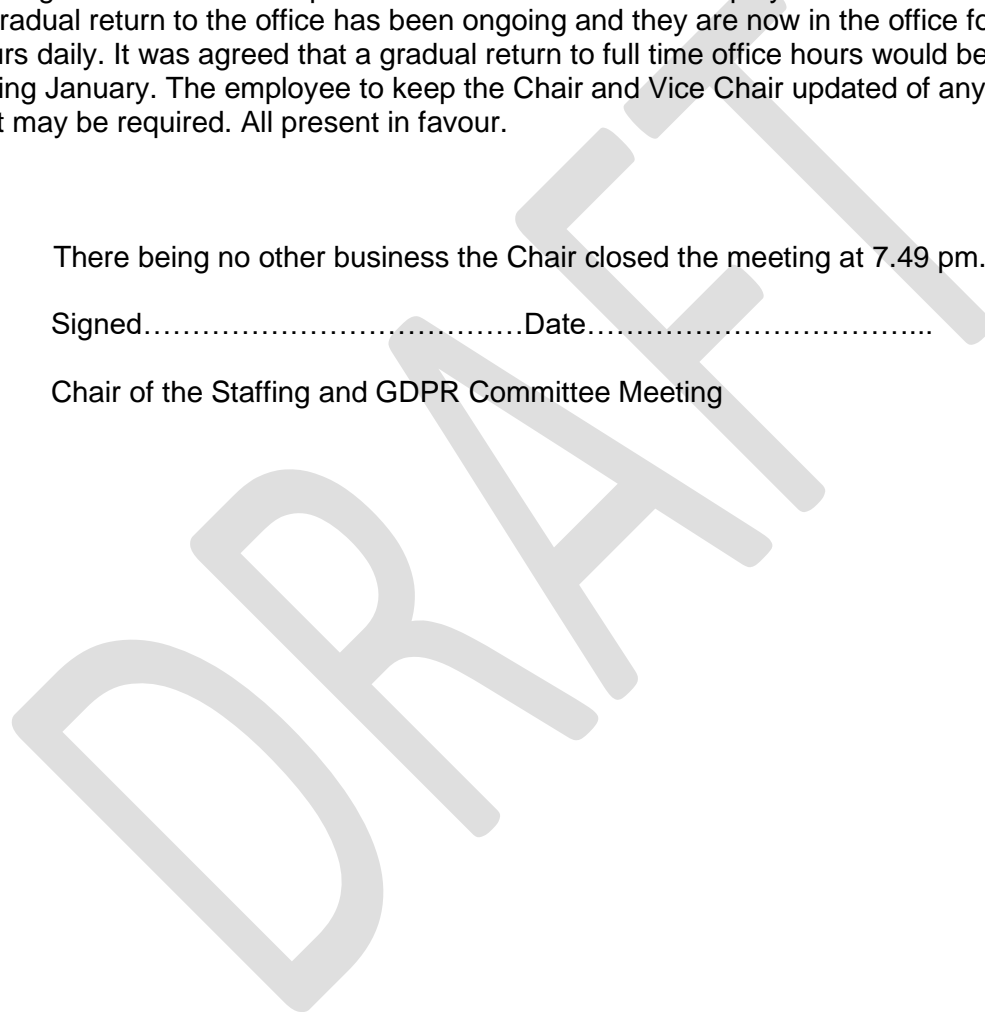 radual return to the office has been ongoing and they are now in the office fo
urs daily. It was agreed that a gradual return to full time office hours would be
ing January. The employee to keep the Chair and Vice Chair updated of any
t may be required. All present in favour.
There being no other business the Chair closed the meeting at 7.49 pm.
Signed…………………………………Date……………………………...
Chair of the Staffing and GDPR Committee Meeting
DRAFT